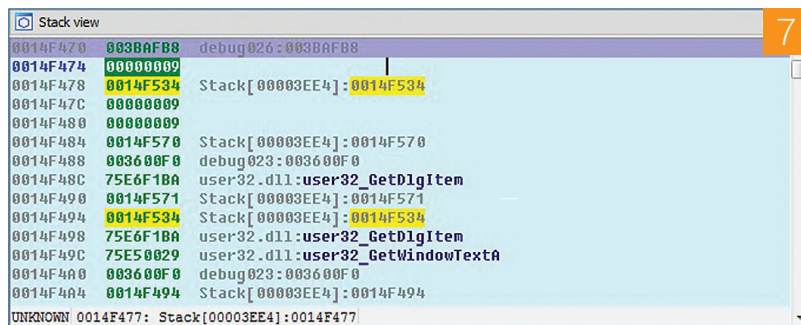 Stack view
7
0014F470 003BAFB8 debug026:003BAFB8
0014F474 00000009
0014F478 0014F534 Stack[00003EE4]:0014F534
0014F47C 00000009
0014F480 00000009
0014F484 0014F570 Stack[00003EE4]:0014F570
0014F488 003600F0 debug023:003600F0
0014F48C 75E6F1BA user32.dll:user32_GetDlgItem
0014F490 0014F571 Stack[00003EE4]:0014F571
0014F494 0014F534 Stack[00003EE4]:0014F534
0014F498 75E6F1BA user32.dll:user32_GetDlgItem
0014F49C 75E50029 user32.dll:user32_GetWindowTextA
0014F4A0 003600F0 debug023:003600F0
0014F4A4 0014F494 Stack[00003EE4]:0014F494
UNKNOWN 0014F477: Stack[00003EE4]:0014F477